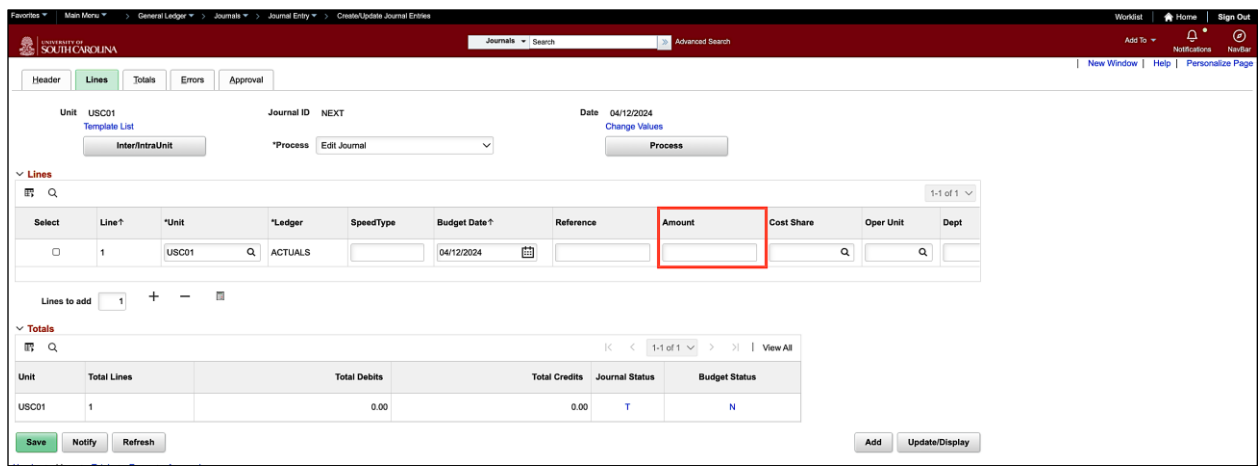 Favorites Main Menu > General Ledger > Journals > Journal Entry > Create/Update Journal Entries
Worklist | Home | Sign Out
UNIVERSITY OF
SOUTH CAROLINA
Journals Search Advanced Search
Add To Notifications NavBar
| New Window | Help | Personalize Page
Header Lines Totals Errors Approval
Unit USC01 Journal ID NEXT Date 04/12/2024
Template List Change Values
Inter/IntraUnit *Process Edit Journal Process
Lines
1-1 of 1
Select Line↑ *Unit *Ledger SpeedType Budget Date↑ Reference Amount Cost Share Oper Unit Dept
1 USC01 ACTUALS 04/12/2024
Lines to add 1 + −
Totals
1-1 of 1 | View All
Unit Total Lines Total Debits Total Credits Journal Status Budget Status
USC01 1 0.00 0.00 T N
Save Notify Refresh Add Update/Display